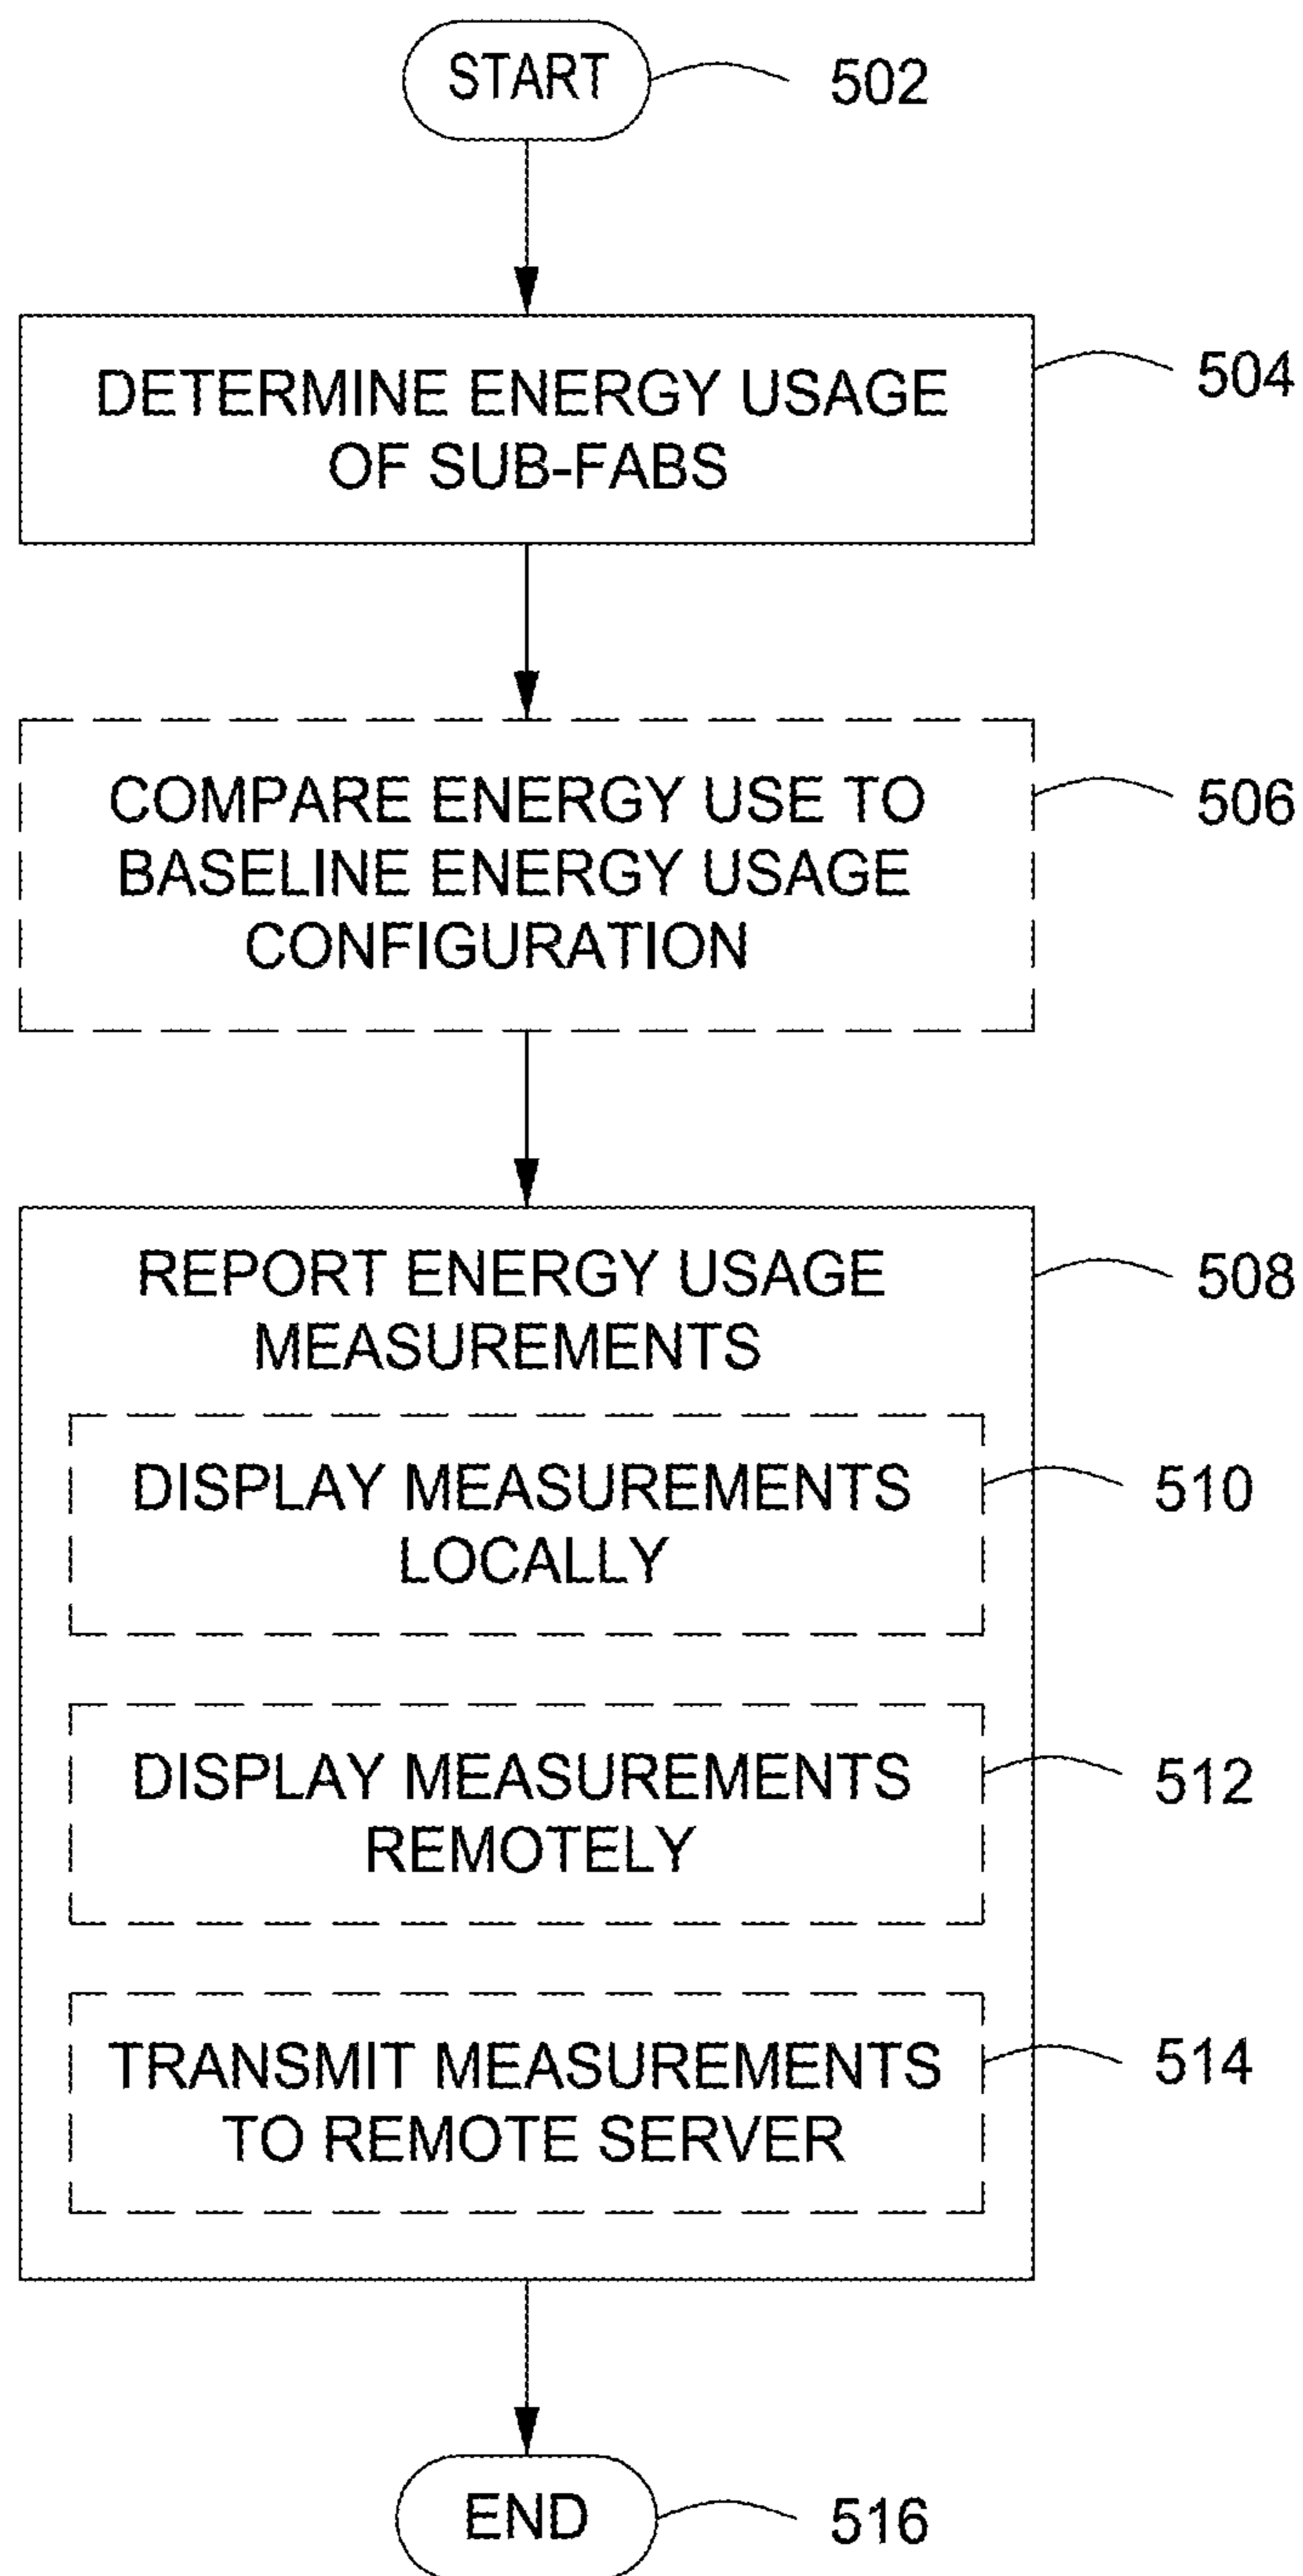 START
502
DETERMINE ENERGY USAGE
OF SUB-FABS
504
COMPARE ENERGY USE TO
BASELINE ENERGY USAGE
CONFIGURATION
506
REPORT ENERGY USAGE
MEASUREMENTS
508
DISPLAY MEASUREMENTS
LOCALLY
510
DISPLAY MEASUREMENTS
REMOTELY
512
TRANSMIT MEASUREMENTS
TO REMOTE SERVER
514
END
516